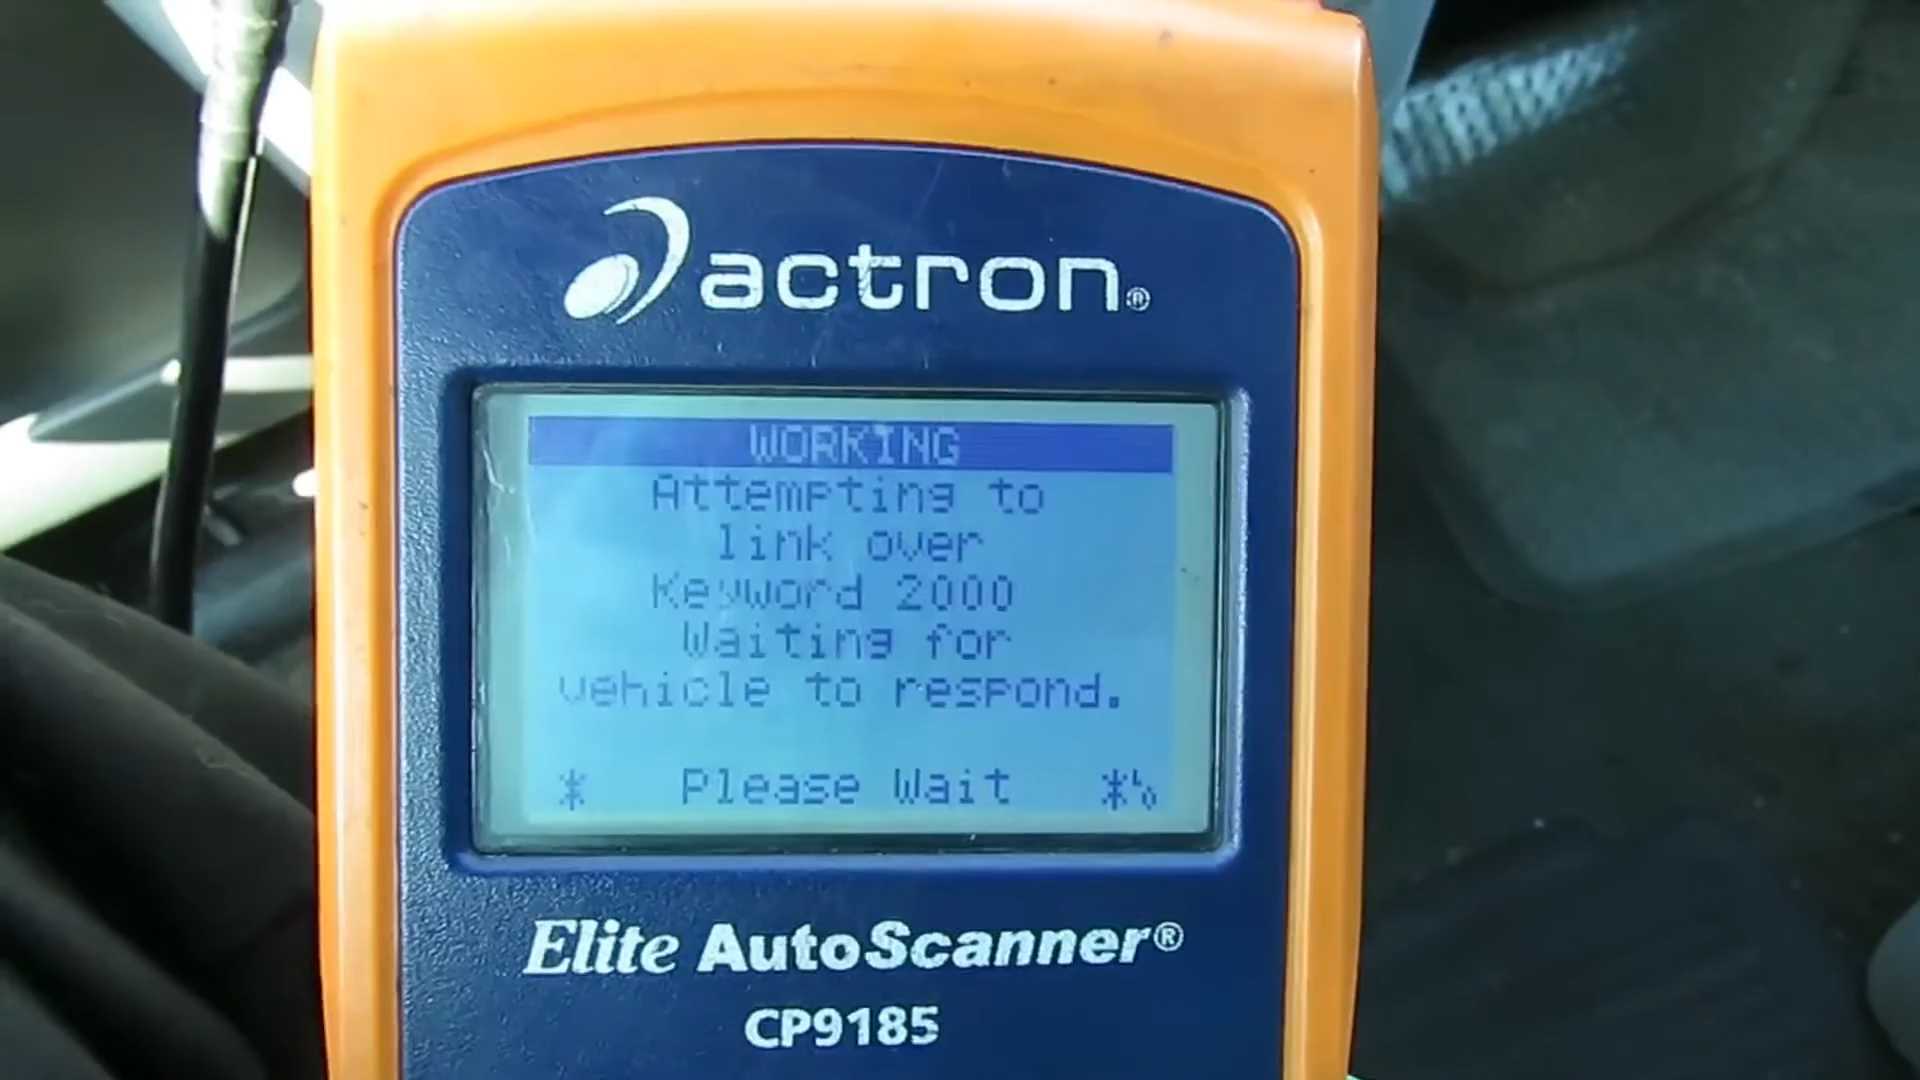 actron®
WORKING
Attempting to
link over
Keyword 2000
Waiting for
vehicle to respond.
* Please Wait *
Elite AutoScanner®
CP9185